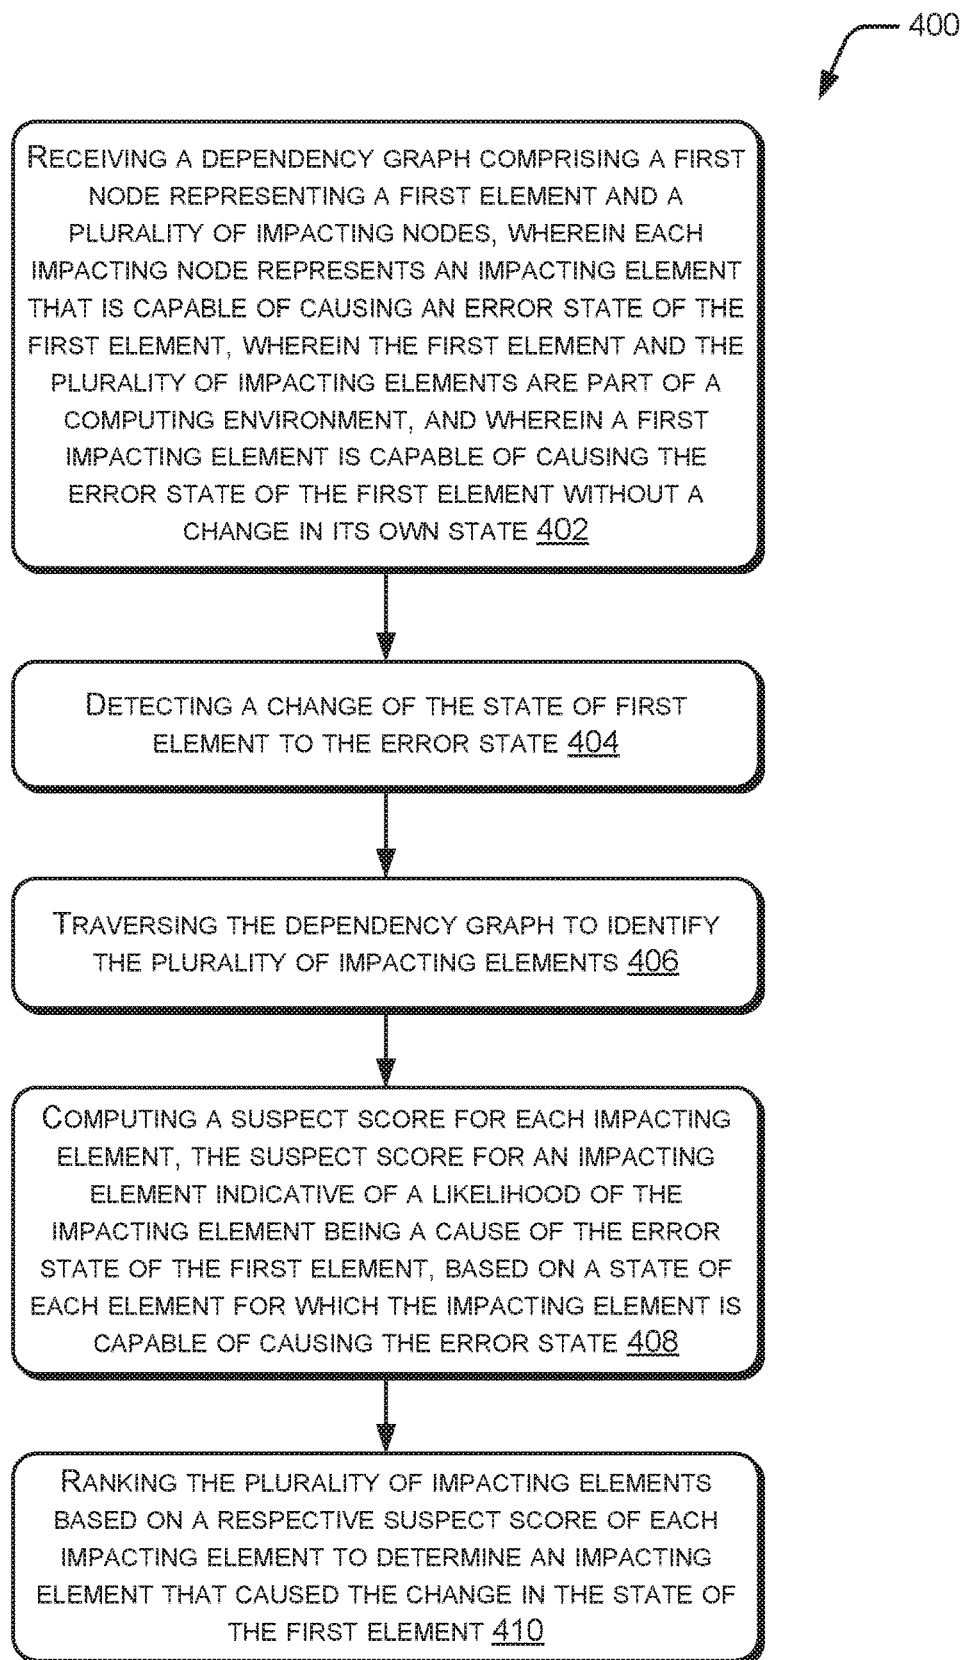 400
RECEIVING A DEPENDENCY GRAPH COMPRISING A FIRST
NODE REPRESENTING A FIRST ELEMENT AND A
PLURALITY OF IMPACTING NODES, WHEREIN EACH
IMPACTING NODE REPRESENTS AN IMPACTING ELEMENT
THAT IS CAPABLE OF CAUSING AN ERROR STATE OF THE
FIRST ELEMENT, WHEREIN THE FIRST ELEMENT AND THE
PLURALITY OF IMPACTING ELEMENTS ARE PART OF A
COMPUTING ENVIRONMENT, AND WHEREIN A FIRST
IMPACTING ELEMENT IS CAPABLE OF CAUSING THE
ERROR STATE OF THE FIRST ELEMENT WITHOUT A
CHANGE IN ITS OWN STATE 402
DETECTING A CHANGE OF THE STATE OF FIRST
ELEMENT TO THE ERROR STATE 404
TRAVERSING THE DEPENDENCY GRAPH TO IDENTIFY
THE PLURALITY OF IMPACTING ELEMENTS 406
COMPUTING A SUSPECT SCORE FOR EACH IMPACTING
ELEMENT, THE SUSPECT SCORE FOR AN IMPACTING
ELEMENT INDICATIVE OF A LIKELIHOOD OF THE
IMPACTING ELEMENT BEING A CAUSE OF THE ERROR
STATE OF THE FIRST ELEMENT, BASED ON A STATE OF
EACH ELEMENT FOR WHICH THE IMPACTING ELEMENT IS
CAPABLE OF CAUSING THE ERROR STATE 408
RANKING THE PLURALITY OF IMPACTING ELEMENTS
BASED ON A RESPECTIVE SUSPECT SCORE OF EACH
IMPACTING ELEMENT TO DETERMINE AN IMPACTING
ELEMENT THAT CAUSED THE CHANGE IN THE STATE OF
THE FIRST ELEMENT 410